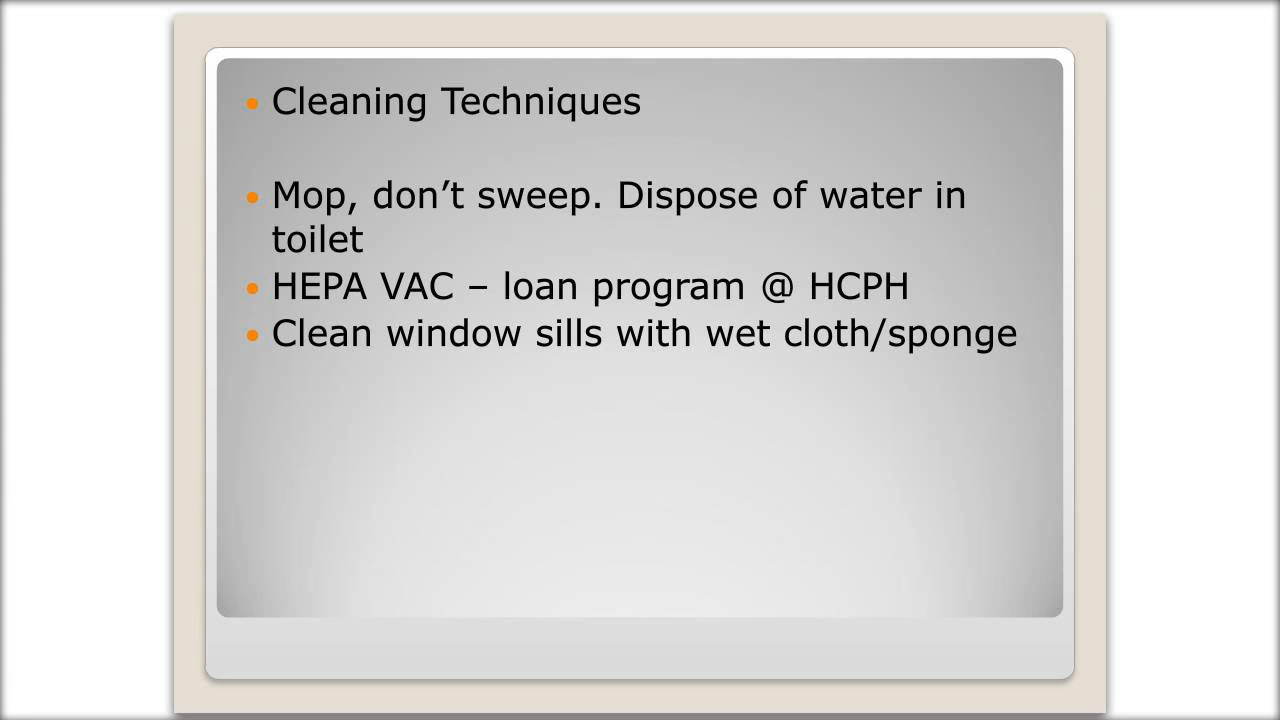 Cleaning Techniques
Mop, don’t sweep. Dispose of water in
toilet
HEPA VAC – loan program @ HCPH
Clean window sills with wet cloth/sponge